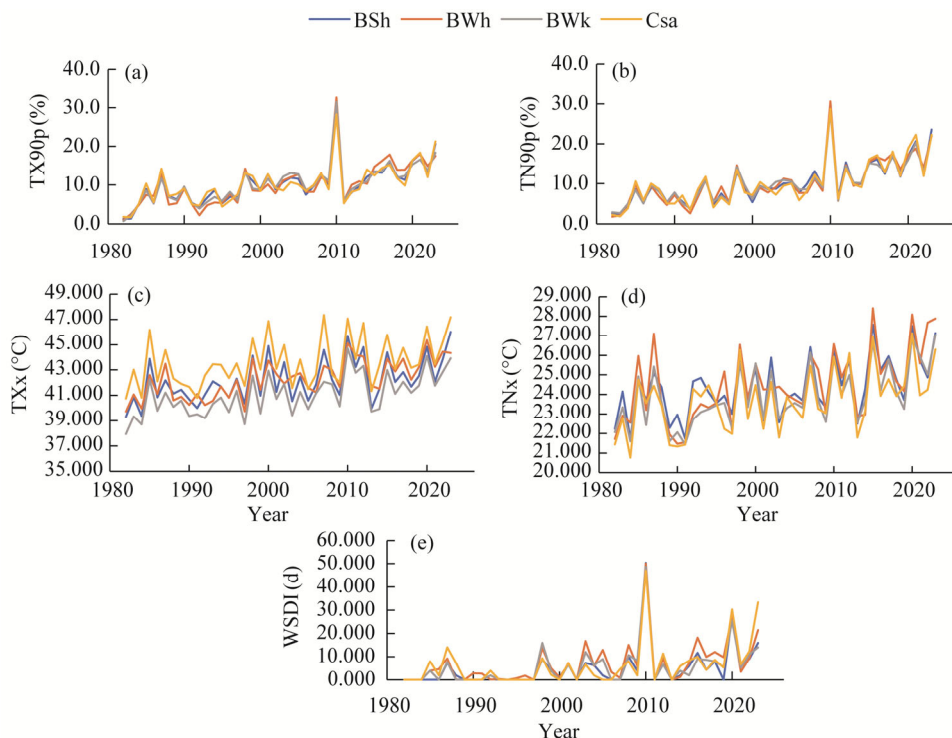 BSh BWh BWk Csa
(a)
TX90p (%)
40.0
30.0
20.0
10.0
0.0
1980 1990 2000 2010 2020
(b)
TN90p (%)
40.0
30.0
20.0
10.0
0.0
1980 1990 2000 2010 2020
(c)
TXx (°C)
49.000
47.000
45.000
43.000
41.000
39.000
37.000
35.000
1980 1990 2000 2010 2020
Year
(d)
TNx (°C)
29.000
28.000
27.000
26.000
25.000
24.000
23.000
22.000
21.000
20.000
1980 1990 2000 2010 2020
Year
(e)
WSDI (d)
60.000
50.000
40.000
30.000
20.000
10.000
0.000
1980 1990 2000 2010 2020
Year